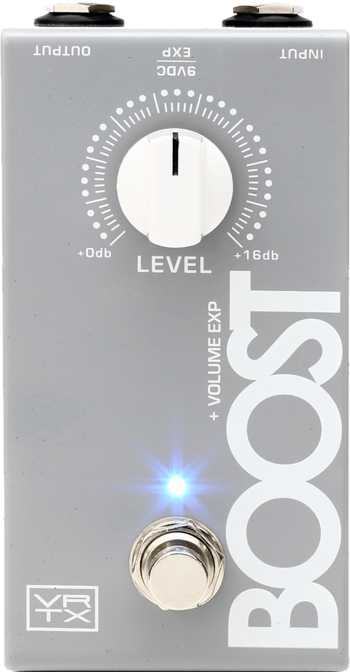 OUTPUT
9VDC
EXP
INPUT
+0db
+16db
LEVEL
+ VOLUME EXP
BOOST
VR
TX